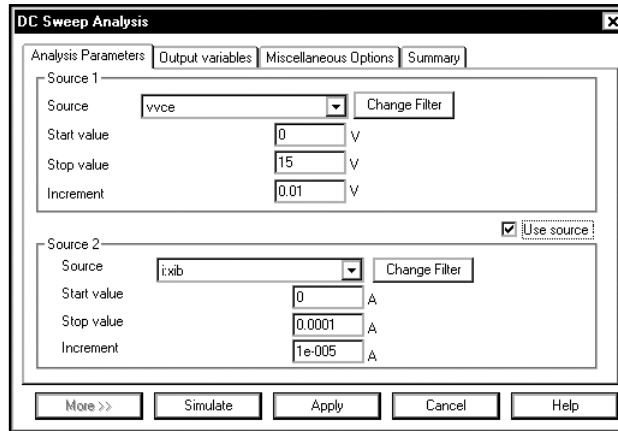 DC Sweep Analysis
Analysis Parameters Output variables Miscellaneous Options Summary
Source 1
Source vvce Change Filter
Start value 0 V
Stop value 15 V
Increment 0.01 V
Use source
Source 2
Source i:xib Change Filter
Start value 0 A
Stop value 0.0001 A
Increment 1e-005 A
More >> Simulate Apply Cancel Help